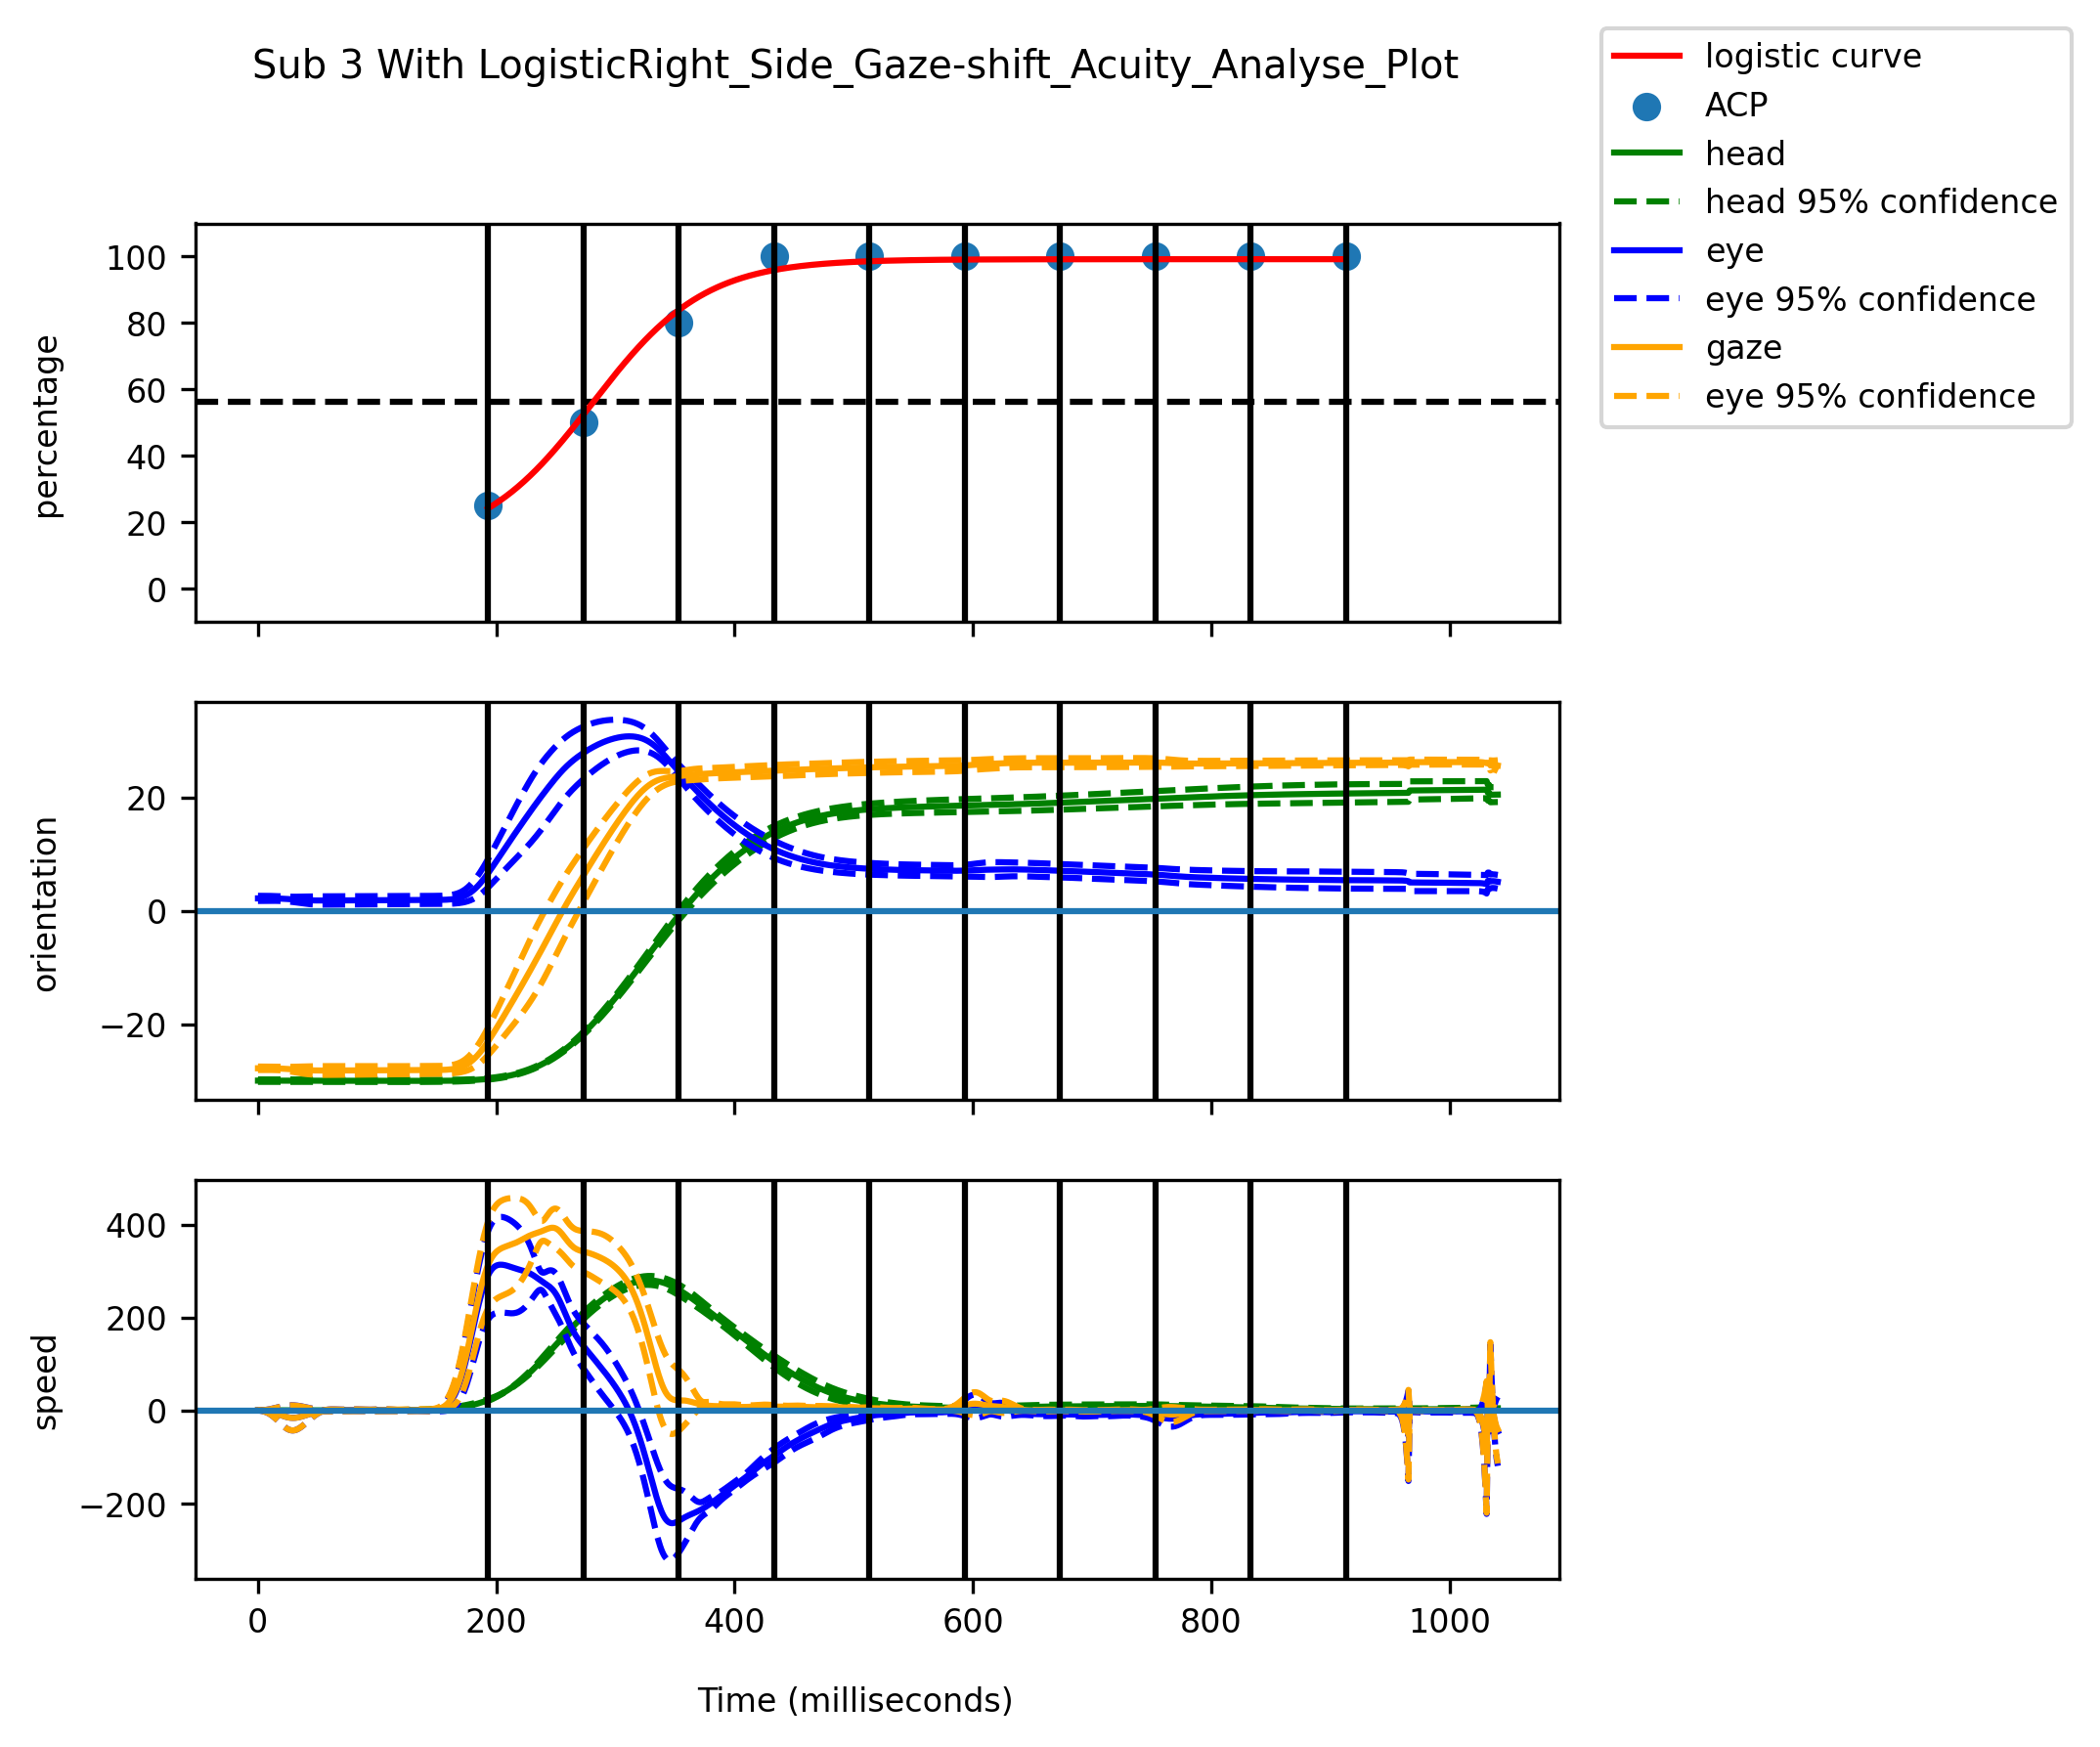 Sub 3 With LogisticRight_Side_Gaze-shift_Acuity_Analyse_Plot
logistic curve
ACP
head
head 95% confidence
eye
eye 95% confidence
gaze
eye 95% confidence
percentage
100
80
60
40
20
0
orientation
20
0
−20
speed
400
200
0
−200
0 200 400 600 800 1000
Time (milliseconds)